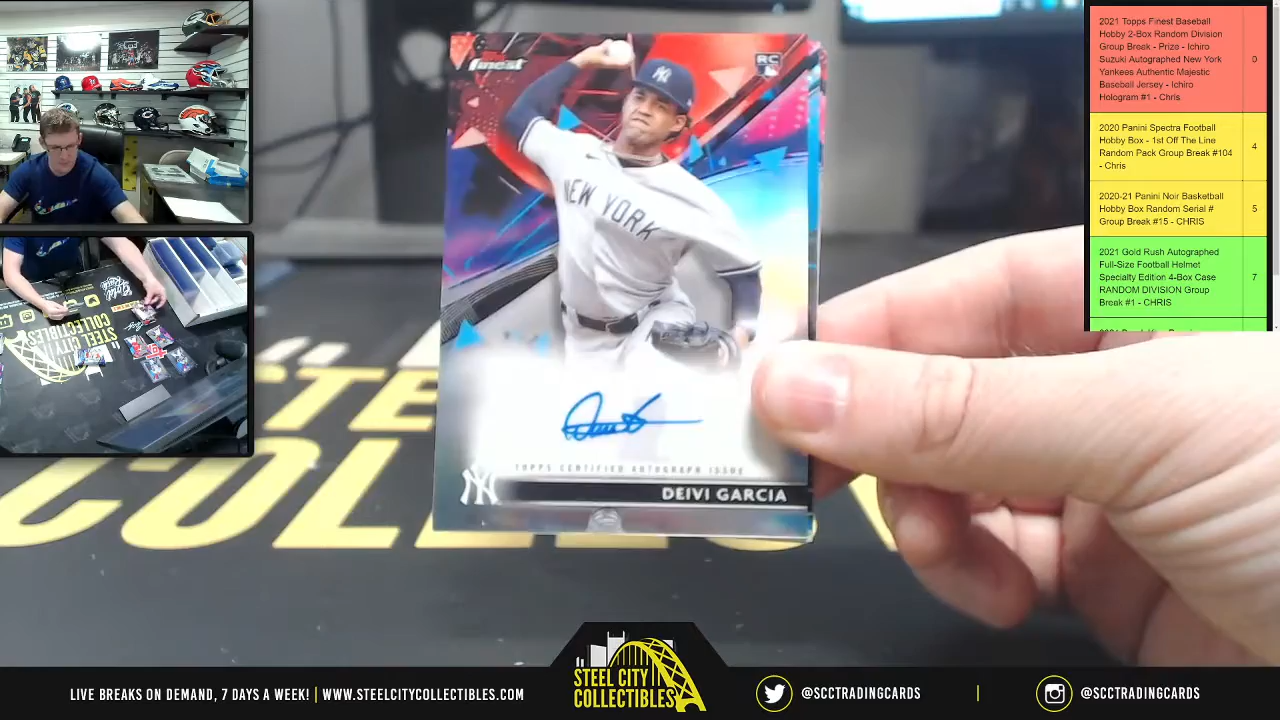 2021 Topps Finest Baseball
Hobby 2-Box Random Division
Group Break - Prize - Ichiro
Suzuki Autographed New York
Yankees Authentic Majestic
Baseball Jersey - Ichiro
Hologram #1 - Chris
0
2020 Panini Spectra Football
Hobby Box - 1st Off The Line
Random Pack Group Break #104
- Chris
4
2020-21 Panini Noir Basketball
Hobby Box Random Serial #
Group Break #15 - CHRIS
5
2021 Gold Rush Autographed
Full-Size Football Helmet
Specialty Edition 4-Box Case
RANDOM DIVISION Group
Break #1 - CHRIS
7
finest
RC
NY
NEW YORK
TOPPS CERTIFIED AUTOGRAPH ISSUE
NY
DEIVI GARCIA
STEEL CITY
COLLECTIBLES
LIVE BREAKS ON DEMAND, 7 DAYS A WEEK! | WWW.STEELCITYCOLLECTIBLES.COM
@SCCTRADINGCARDS | @SCCTRADINGCARDS